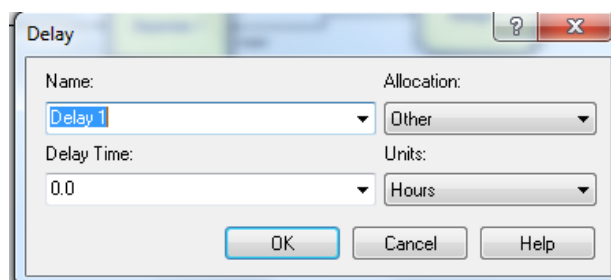 Delay
Name: Allocation:
Delay 1 Other
Delay Time: Units:
0.0 Hours
OK Cancel Help